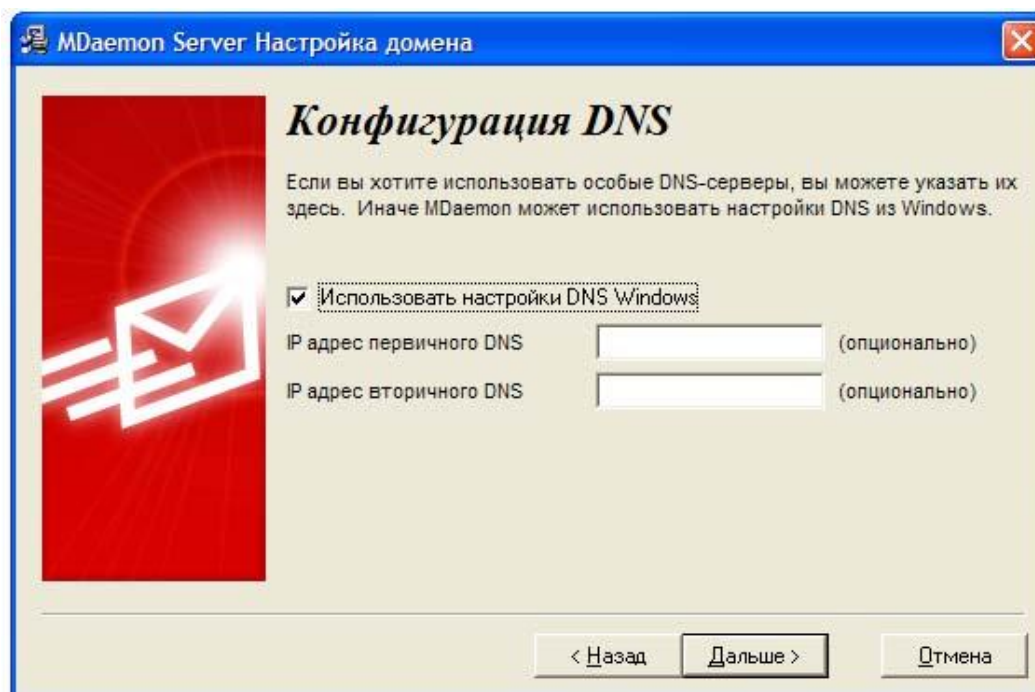 MDaemon Server Настройка домена
Конфигурация DNS
Если вы хотите использовать особые DNS-серверы, вы можете указать их
здесь. Иначе MDaemon может использовать настройки DNS из Windows.
Использовать настройки DNS Windows
IP адрес первичного DNS (опционально)
IP адрес вторичного DNS (опционально)
< Назад Дальше > Отмена